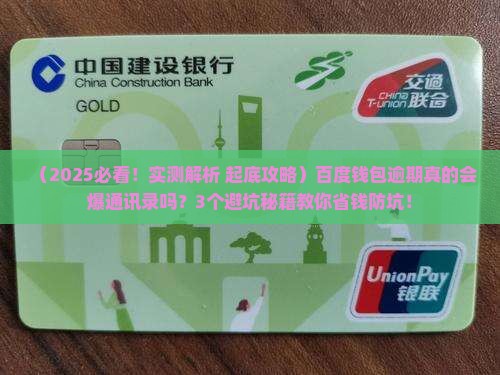 中国建设银行
China Construction Bank
GOLD
交通
联合
CHINA
T-UNION
（2025必看！实测解析 起底攻略）百度钱包逾期真的会
爆通讯录吗？3个避坑秘籍教你省钱防坑！
UnionPay
银联